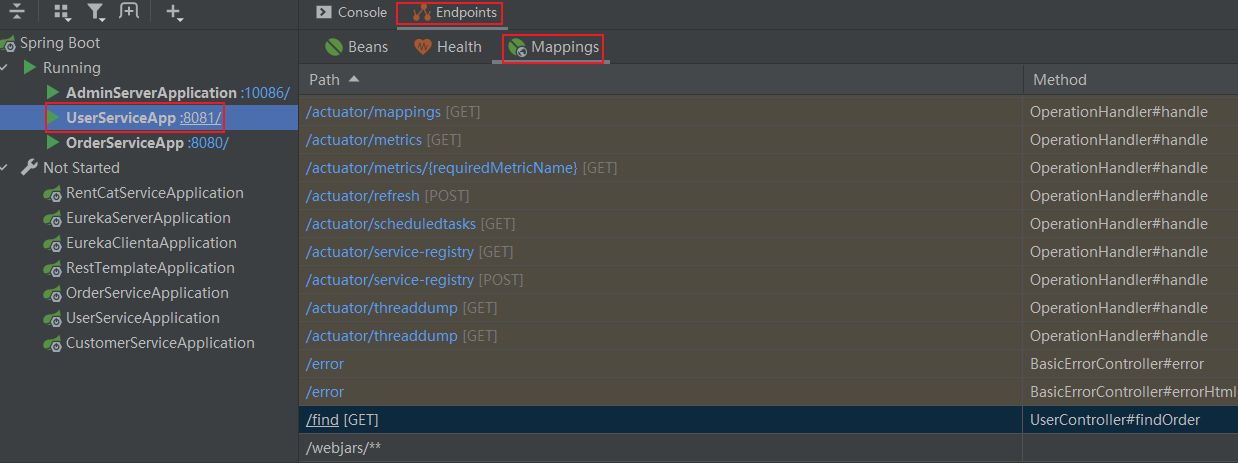 Console Endpoints
Spring Boot
Beans Health Mappings
Running
Path Method
AdminServerApplication :10086/
UserServiceApp :8081/
OrderServiceApp :8080/
Not Started
RentCatServiceApplication
EurekaServerApplication
EurekaClientaApplication
RestTemplateApplication
OrderServiceApplication
UserServiceApplication
CustomerServiceApplication
/actuator/mappings [GET] OperationHandler#handle
/actuator/metrics [GET] OperationHandler#handle
/actuator/metrics/{requiredMetricName} [GET] OperationHandler#handle
/actuator/refresh [POST] OperationHandler#handle
/actuator/scheduledtasks [GET] OperationHandler#handle
/actuator/service-registry [GET] OperationHandler#handle
/actuator/service-registry [POST] OperationHandler#handle
/actuator/threaddump [GET] OperationHandler#handle
/actuator/threaddump [GET] OperationHandler#handle
/error BasicErrorController#error
/error BasicErrorController#errorHtml
/find [GET] UserController#findOrder
/webjars/**